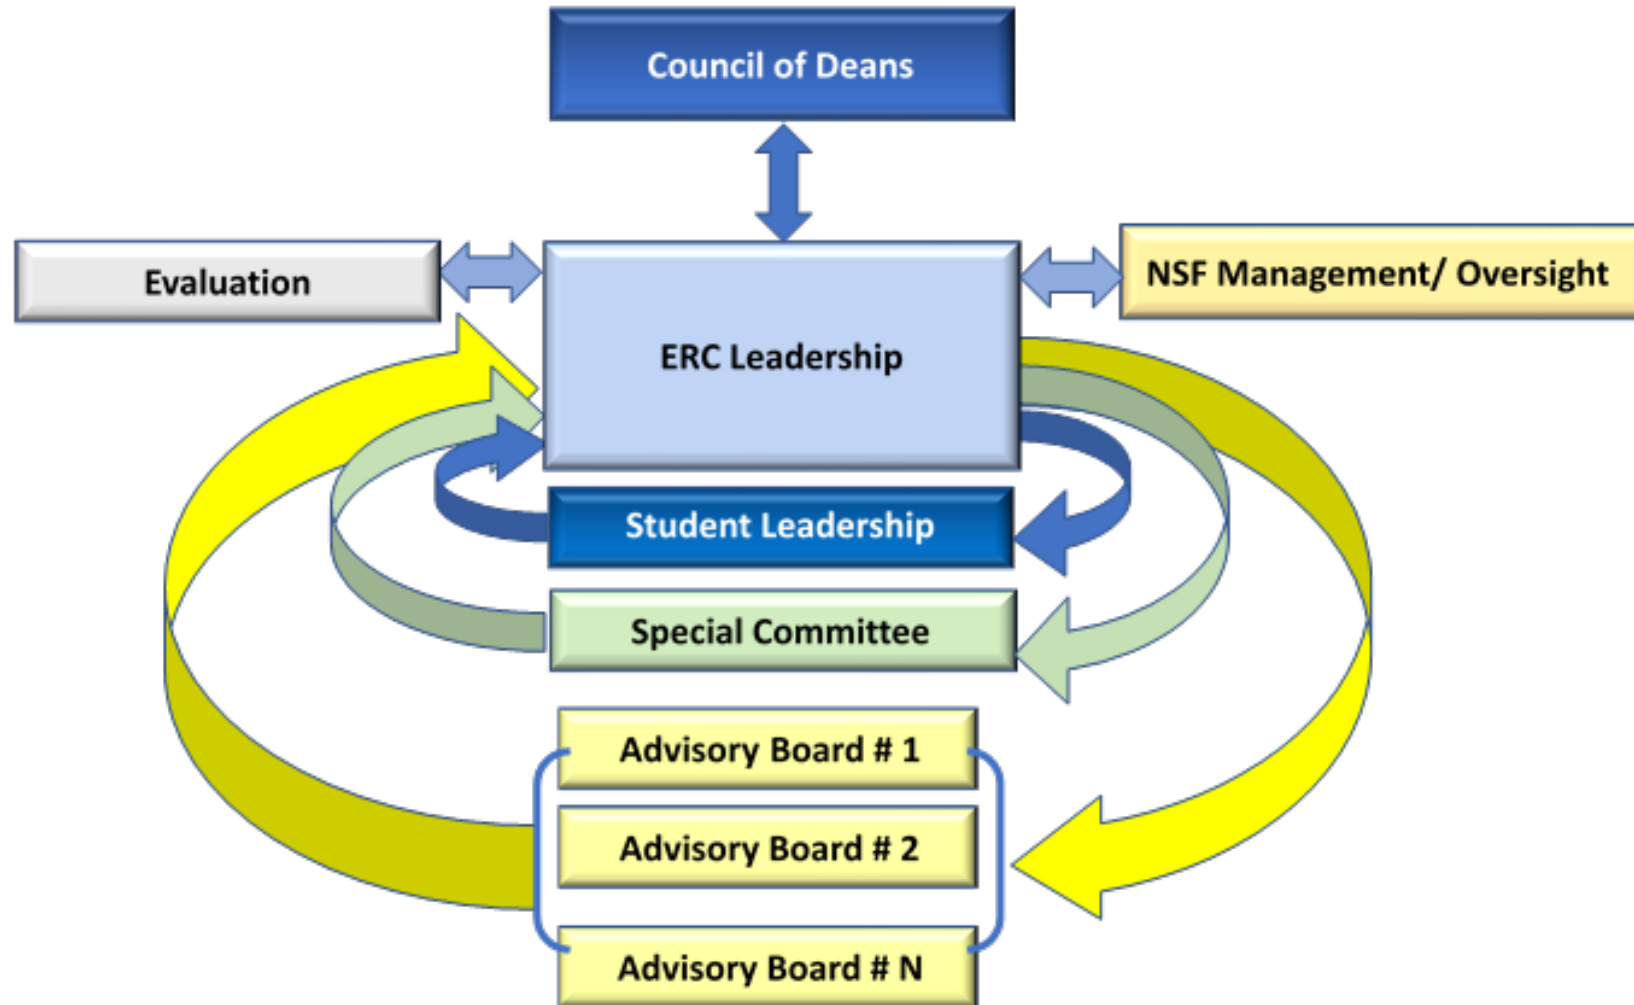 Council of Deans
Evaluation
NSF Management/ Oversight
ERC Leadership
Student Leadership
Special Committee
Advisory Board # 1
Advisory Board # 2
Advisory Board # N